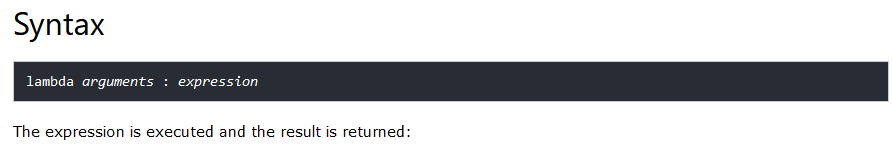 Syntax
lambda arguments : expression
The expression is executed and the result is returned: